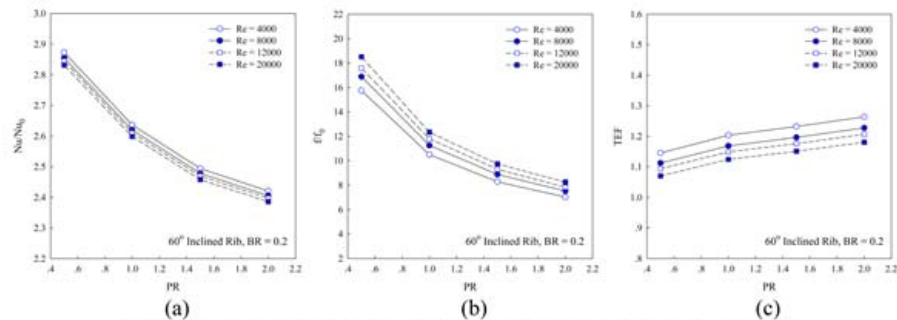 2.2
2.3
2.4
2.5
2.6
2.7
2.8
2.9
3.0
Nu/Nu0
.4 .6 .8 1.0 1.2 1.4 1.6 1.8 2.0 2.2
PR
Re = 4000
Re = 8000
Re = 12000
Re = 20000
60° Inclined Rib, BR = 0.2
(a)
2
4
6
8
10
12
14
16
18
20
22
f/f0
.4 .6 .8 1.0 1.2 1.4 1.6 1.8 2.0 2.2
PR
Re = 4000
Re = 8000
Re = 12000
Re = 20000
60° Inclined Rib, BR = 0.2
(b)
.8
.9
1.0
1.1
1.2
1.3
1.4
1.5
1.6
TEF
.4 .6 .8 1.0 1.2 1.4 1.6 1.8 2.0 2.2
PR
Re = 4000
Re = 8000
Re = 12000
Re = 20000
60° Inclined Rib, BR = 0.2
(c)